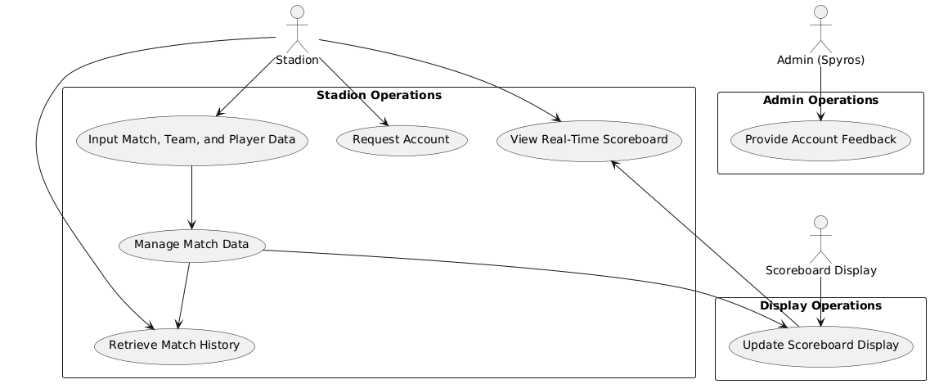 Stadion
Admin (Spyros)
Stadion Operations
Admin Operations
Input Match, Team, and Player Data
Request Account
View Real-Time Scoreboard
Provide Account Feedback
Manage Match Data
Scoreboard Display
Display Operations
Retrieve Match History
Update Scoreboard Display